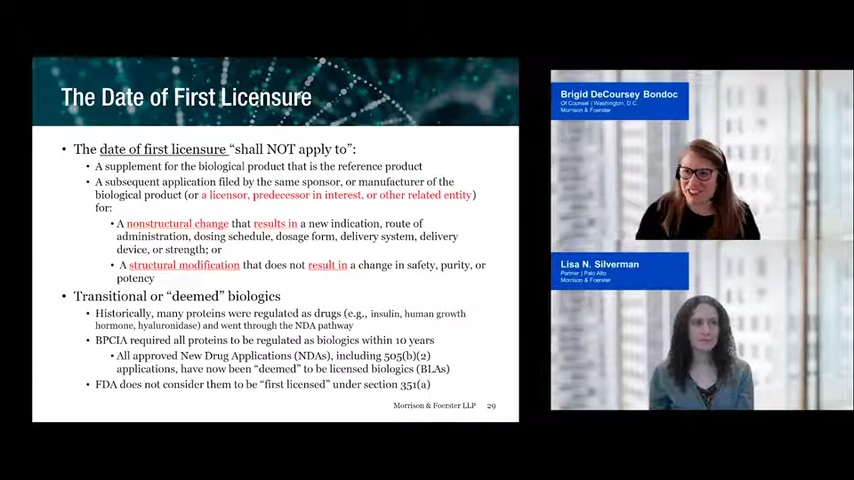 The Date of First Licensure
• The date of first licensure “shall NOT apply to”:
• A supplement for the biological product that is the reference product
• A subsequent application filed by the same sponsor, or manufacturer of the
biological product (or a licensor, predecessor in interest, or other related entity)
for:
• A nonstructural change that results in a new indication, route of
administration, dosing schedule, dosage form, delivery system, delivery
device, or strength; or
• A structural modification that does not result in a change in safety, purity, or
potency
• Transitional or “deemed” biologics
• Historically, many proteins were regulated as drugs (e.g., insulin, human growth
hormone, hyaluronidase) and went through the NDA pathway
• BPCIA required all proteins to be regulated as biologics within 10 years
• All approved New Drug Applications (NDAs), including 505(b)(2)
applications, have now been “deemed” to be licensed biologics (BLAs)
• FDA does not consider them to be “first licensed” under section 351(a)
Morrison & Foerster LLP 29
Brigid DeCoursey Bondoc
Of Counsel | Washington, D.C.
Morrison & Foerster
Lisa N. Silverman
Partner | Palo Alto
Morrison & Foerster